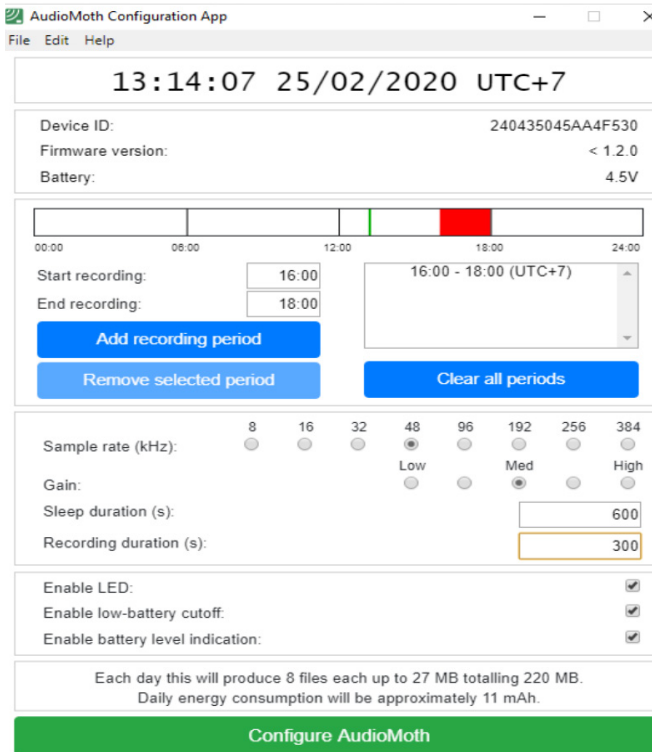 AudioMoth Configuration App
File Edit Help
13:14:07 25/02/2020 UTC+7
Device ID: 240435045AA4F530
Firmware version: < 1.2.0
Battery: 4.5V
00:00 06:00 12:00 18:00 24:00
Start recording: 16:00
End recording: 18:00
16:00 - 18:00 (UTC+7)
Add recording period
Remove selected period
Clear all periods
8 16 32 48 96 192 256 384
Sample rate (kHz):
Low Med High
Gain:
Sleep duration (s): 600
Recording duration (s): 300
Enable LED:
Enable low-battery cutoff:
Enable battery level indication:
Each day this will produce 8 files each up to 27 MB totalling 220 MB.
Daily energy consumption will be approximately 11 mAh.
Configure AudioMoth